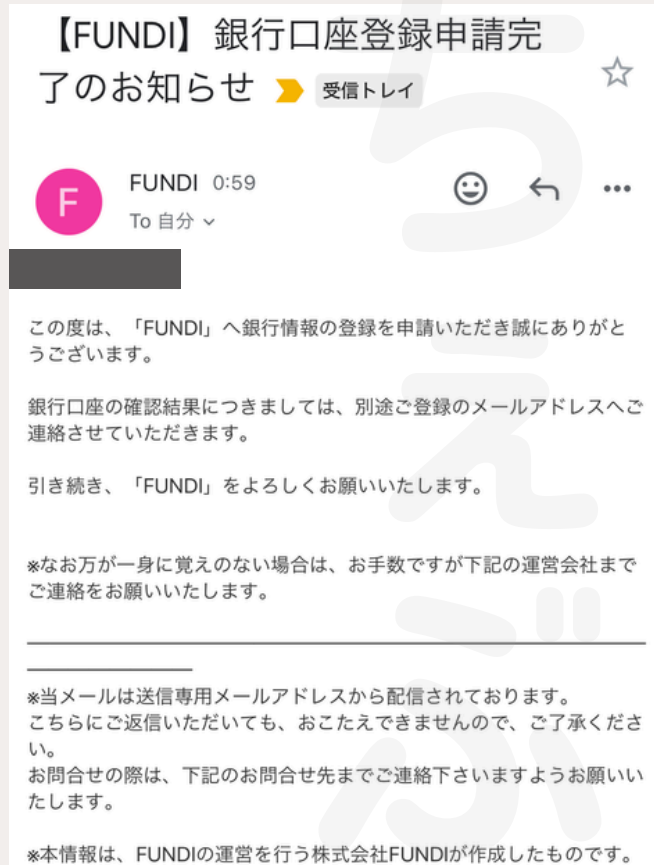 【FUNDI】銀行口座登録申請完
了のお知らせ 受信トレイ
F
FUNDI 0:59
To 自分
この度は、「FUNDI」へ銀行情報の登録を申請いただき誠にありがと
うございます。
銀行口座の確認結果につきましては、別途ご登録のメールアドレスへご
連絡させていただきます。
引き続き、「FUNDI」をよろしくお願いいたします。
※なお万が一身に覚えのない場合は、お手数ですが下記の運営会社まで
ご連絡をお願いいたします。
※当メールは送信専用メールアドレスから配信されております。
こちらにご返信いただいても、おこたえできませんので、ご了承くださ
い。
お問合せの際は、下記のお問合せ先までご連絡下さいますようお願いい
たします。
※本情報は、FUNDIの運営を行う株式会社FUNDIが作成したものです。